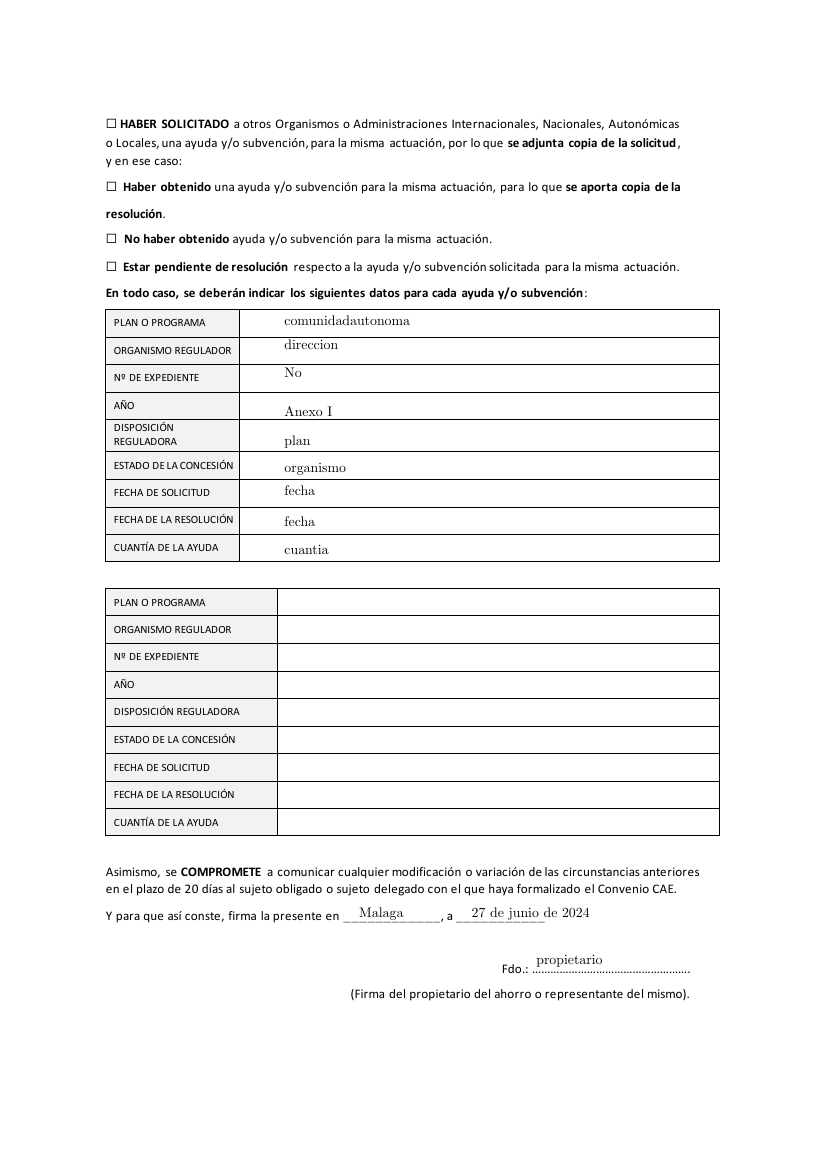 ☐ HABER SOLICITADO a otros Organismos o Administraciones Internacionales, Nacionales, Autonómicas
o Locales, una ayuda y/o subvención, para la misma actuación, por lo que se adjunta copia de la solicitud,
y en ese caso:
☐ Haber obtenido una ayuda y/o subvención para la misma actuación, para lo que se aporta copia de la
resolución.
☐ No haber obtenido ayuda y/o subvención para la misma actuación.
☐ Estar pendiente de resolución respecto a la ayuda y/o subvención solicitada para la misma actuación.
En todo caso, se deberán indicar los siguientes datos para cada ayuda y/o subvención:
PLAN O PROGRAMA comunidadautonoma
ORGANISMO REGULADOR direccion
Nº DE EXPEDIENTE No
AÑO Anexo I
DISPOSICIÓN
REGULADORA plan
ESTADO DE LA CONCESIÓN organismo
FECHA DE SOLICITUD fecha
FECHA DE LA RESOLUCIÓN fecha
CUANTÍA DE LA AYUDA cuantia
PLAN O PROGRAMA
ORGANISMO REGULADOR
Nº DE EXPEDIENTE
AÑO
DISPOSICIÓN REGULADORA
ESTADO DE LA CONCESIÓN
FECHA DE SOLICITUD
FECHA DE LA RESOLUCIÓN
CUANTÍA DE LA AYUDA
Asimismo, se COMPROMETE a comunicar cualquier modificación o variación de las circunstancias anteriores
en el plazo de 20 días al sujeto obligado o sujeto delegado con el que haya formalizado el Convenio CAE.
Y para que así conste, firma la presente en Malaga, a 27 de junio de 2024
Fdo.: propietario
(Firma del propietario del ahorro o representante del mismo).